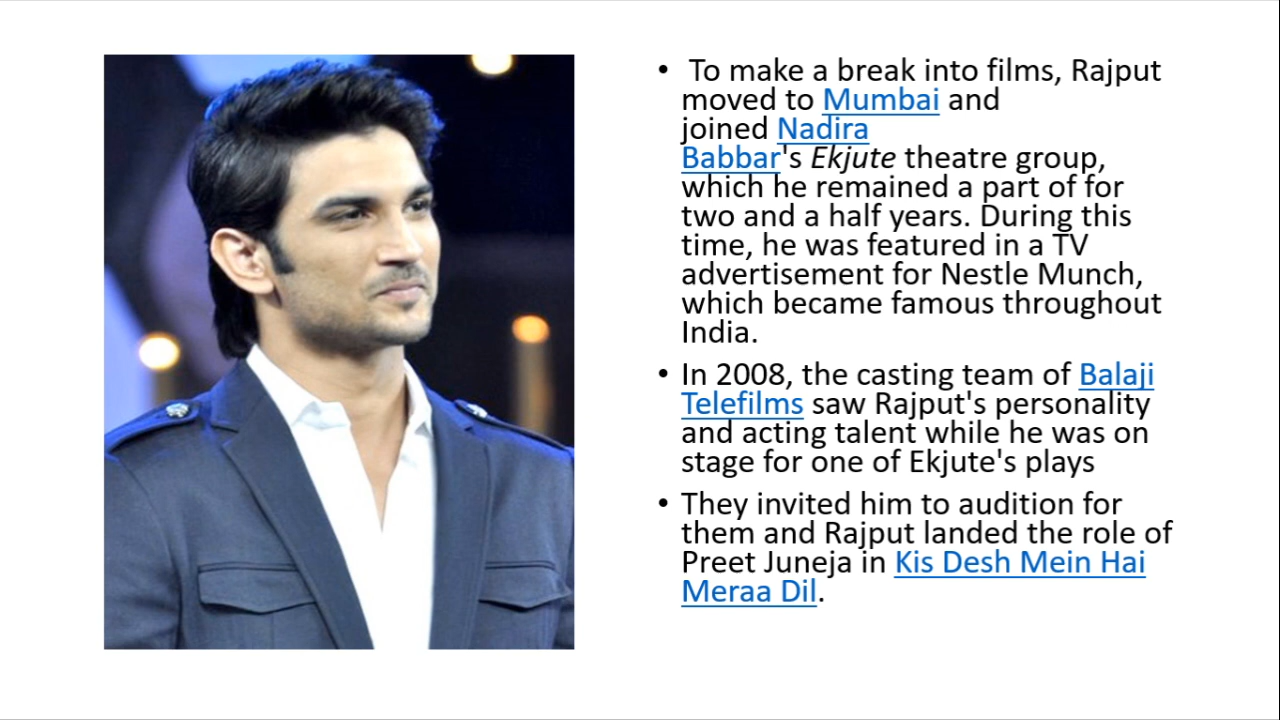 • To make a break into films, Rajput
moved to Mumbai and
joined Nadira
Babbar's Ekjute theatre group,
which he remained a part of for
two and a half years. During this
time, he was featured in a TV
advertisement for Nestle Munch,
which became famous throughout
India.
• In 2008, the casting team of Balaji
Telefilms saw Rajput's personality
and acting talent while he was on
stage for one of Ekjute's plays
• They invited him to audition for
them and Rajput landed the role of
Preet Juneja in Kis Desh Mein Hai
Meraa Dil.